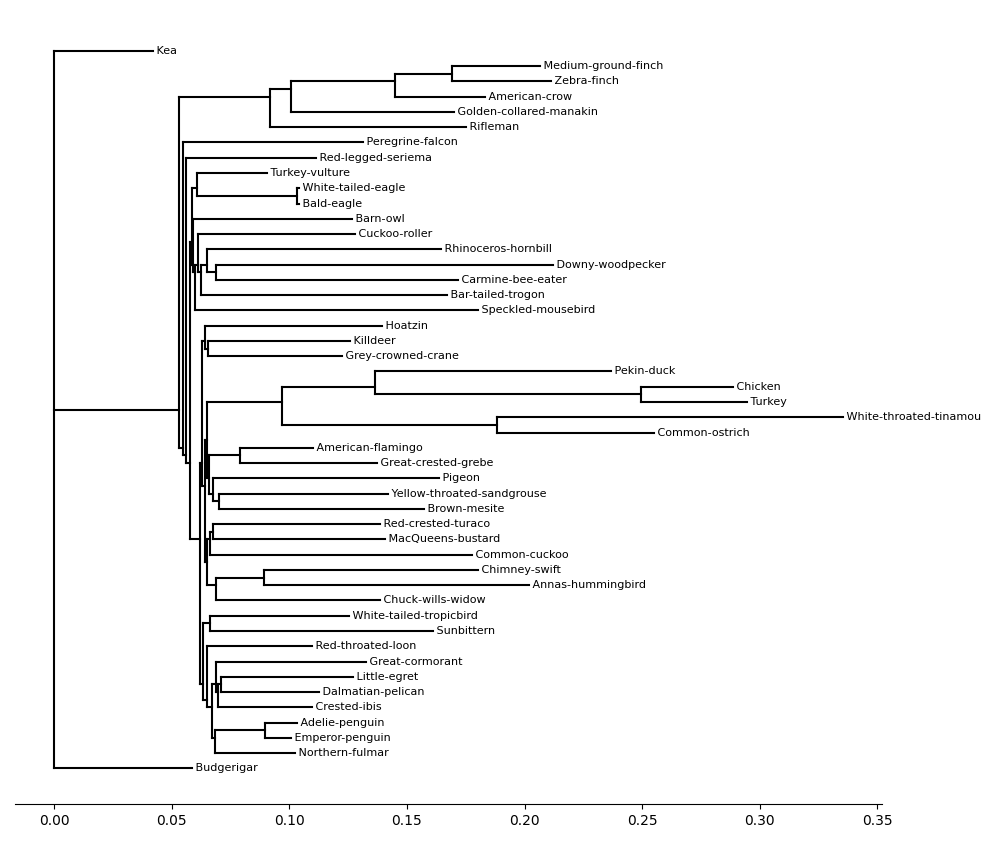 Kea
Medium-ground-finch
Zebra-finch
American-crow
Golden-collared-manakin
Rifleman
Peregrine-falcon
Red-legged-seriema
Turkey-vulture
White-tailed-eagle
Bald-eagle
Barn-owl
Cuckoo-roller
Rhinoceros-hornbill
Downy-woodpecker
Carmine-bee-eater
Bar-tailed-trogon
Speckled-mousebird
Hoatzin
Killdeer
Grey-crowned-crane
Pekin-duck
Chicken
Turkey
White-throated-tinamou
Common-ostrich
American-flamingo
Great-crested-grebe
Pigeon
Yellow-throated-sandgrouse
Brown-mesite
Red-crested-turaco
MacQueens-bustard
Common-cuckoo
Chimney-swift
Annas-hummingbird
Chuck-wills-widow
White-tailed-tropicbird
Sunbittern
Red-throated-loon
Great-cormorant
Little-egret
Dalmatian-pelican
Crested-ibis
Adelie-penguin
Emperor-penguin
Northern-fulmar
Budgerigar
0.00 0.05 0.10 0.15 0.20 0.25 0.30 0.35